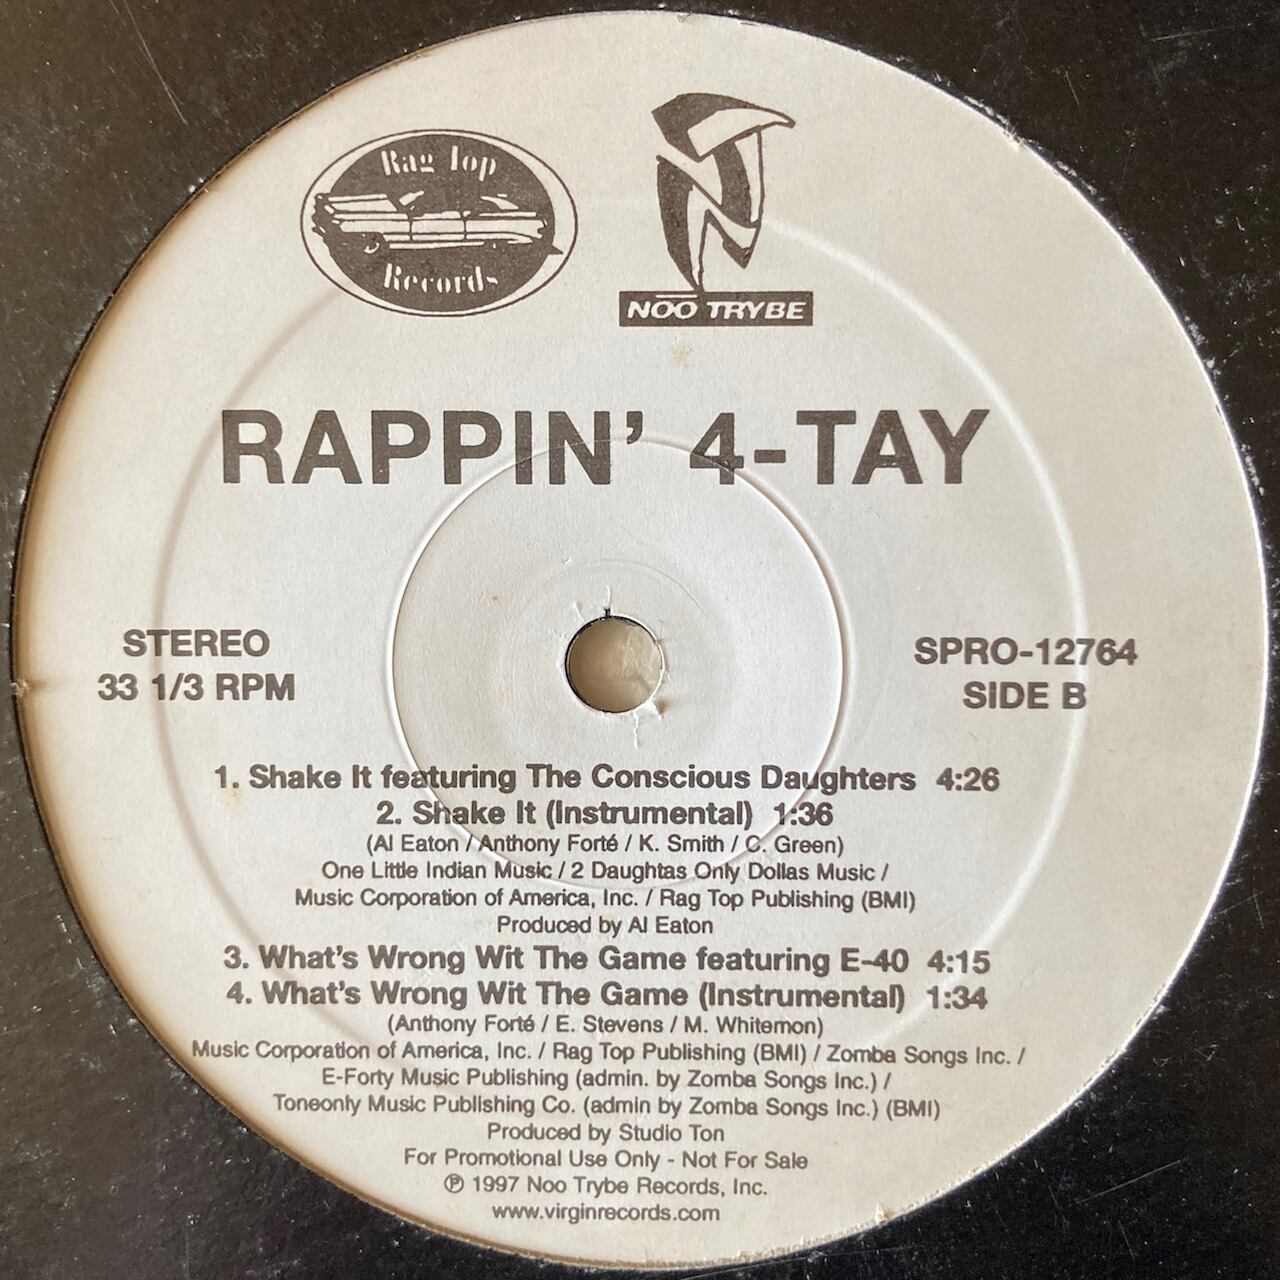 Rag Top
Records
NOO TRYBE
RAPPIN' 4-TAY
STEREO
33 1/3 RPM
SPRO-12764
SIDE B
1. Shake It featuring The Conscious Daughters 4:26
2. Shake It (Instrumental) 1:36
(Al Eaton / Anthony Forté / K. Smith / C. Green)
One Little Indian Music / 2 Daughtas Only Dollas Music /
Music Corporation of America, Inc. / Rag Top Publishing (BMI)
Produced by Al Eaton
3. What's Wrong Wit The Game featuring E-40 4:15
4. What's Wrong Wit The Game (Instrumental) 1:34
(Anthony Forté / E. Stevens / M. Whitemon)
Music Corporation of America, Inc. / Rag Top Publishing (BMI) / Zomba Songs Inc. /
E-Forty Music Publishing (admin. by Zomba Songs Inc.) /
Toneonly Music Publishing Co. (admin by Zomba Songs Inc.) (BMI)
Produced by Studio Ton
For Promotional Use Only - Not For Sale
℗ 1997 Noo Trybe Records, Inc.
www.virginrecords.com